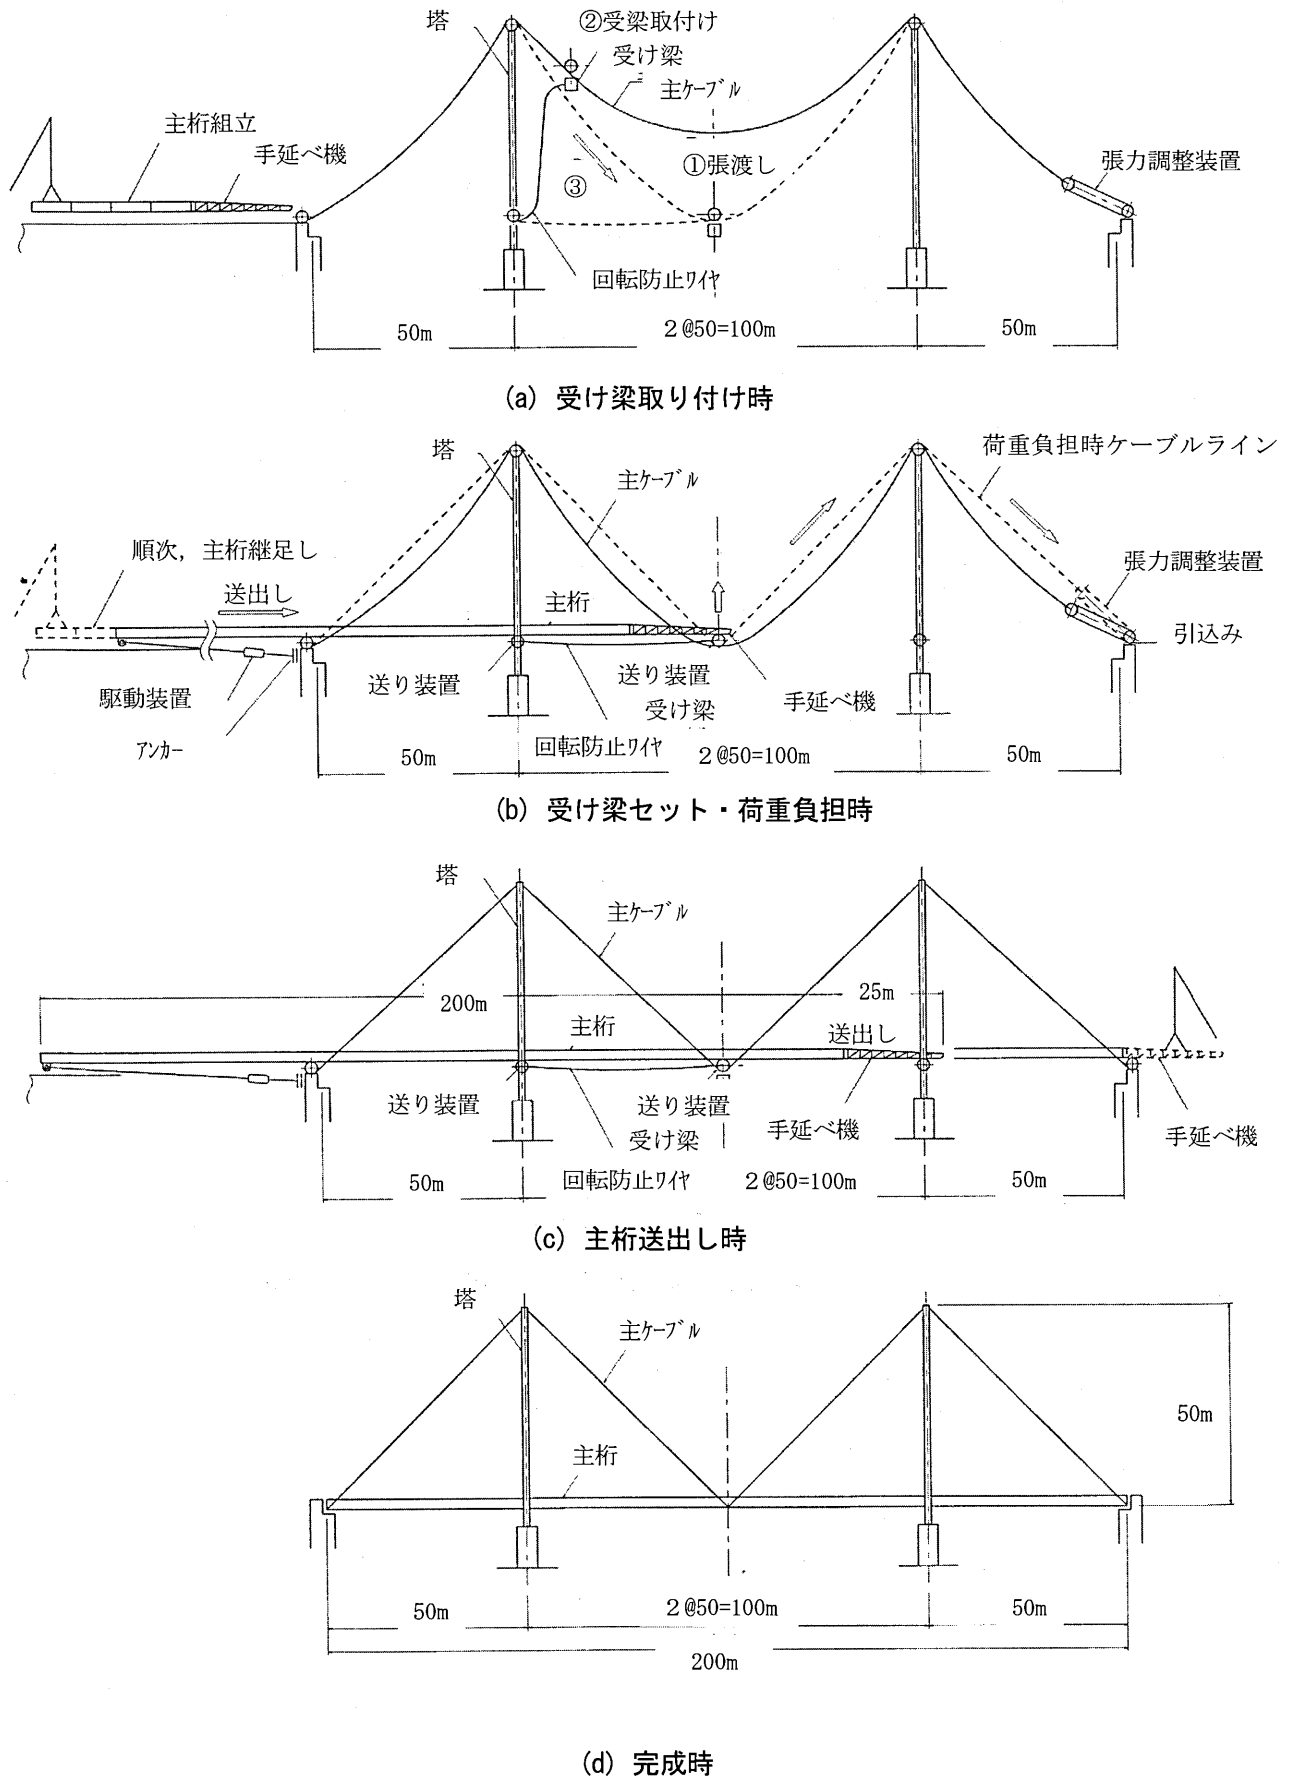 塔
②受梁取付け
受け梁
主ｹｰﾌﾞﾙ
主桁組立
手延べ機
①張渡し
張力調整装置
③
回転防止ﾜｲﾔ
50m
2@50=100m
50m
(a) 受け梁取り付け時
塔
荷重負担時ケーブルライン
主ｹｰﾌﾞﾙ
順次，主桁継足し
張力調整装置
送出し
主桁
引込み
送り装置
送り装置
受け梁
手延べ機
駆動装置
ｱﾝｶｰ
回転防止ﾜｲﾔ
50m
2@50=100m
50m
(b) 受け梁セット・荷重負担時
塔
主ｹｰﾌﾞﾙ
200m
25m
主桁
送出し
送り装置
送り装置
受け梁
手延べ機
手延べ機
50m
回転防止ﾜｲﾔ
2@50=100m
50m
(c) 主桁送出し時
塔
主ｹｰﾌﾞﾙ
50m
主桁
50m
2@50=100m
50m
200m
(d) 完成時